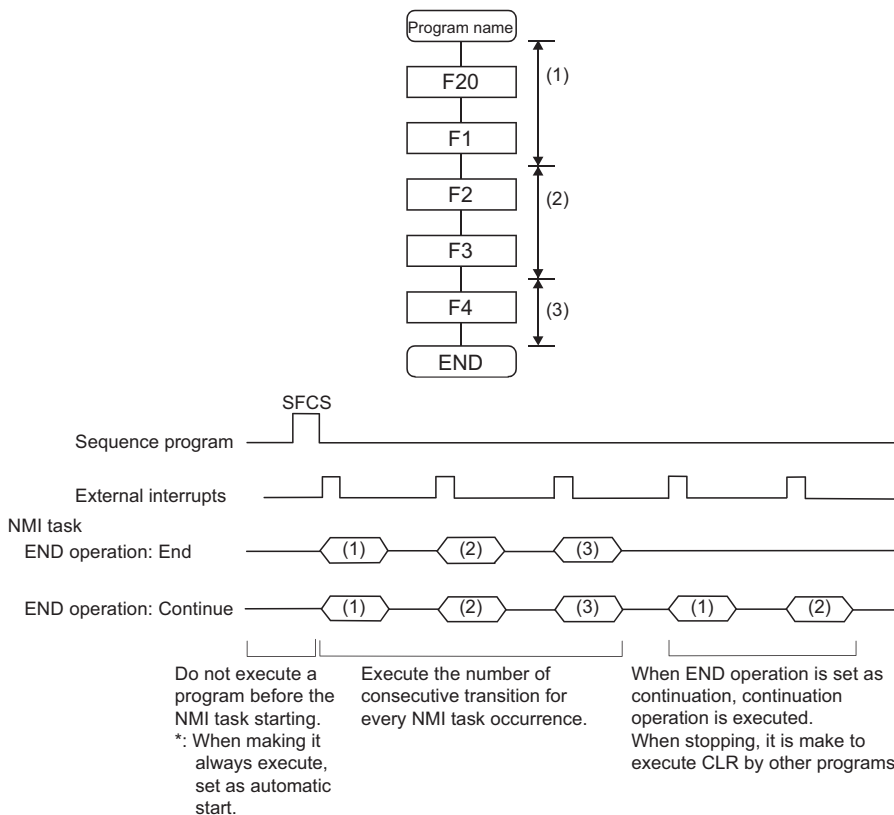 Program name
F20
(1)
F1
F2
(2)
F3
F4
(3)
END
SFCS
Sequence program
External interrupts
NMI task
END operation: End
(1)
(2)
(3)
END operation: Continue
(1)
(2)
(3)
(1)
(2)
Do not execute a
program before the
NMI task starting.
*: When making it
always execute,
set as automatic
start.
Execute the number of
consecutive transition for
every NMI task occurrence.
When END operation is set as
continuation, continuation
operation is executed.
When stopping, it is make to
execute CLR by other programs